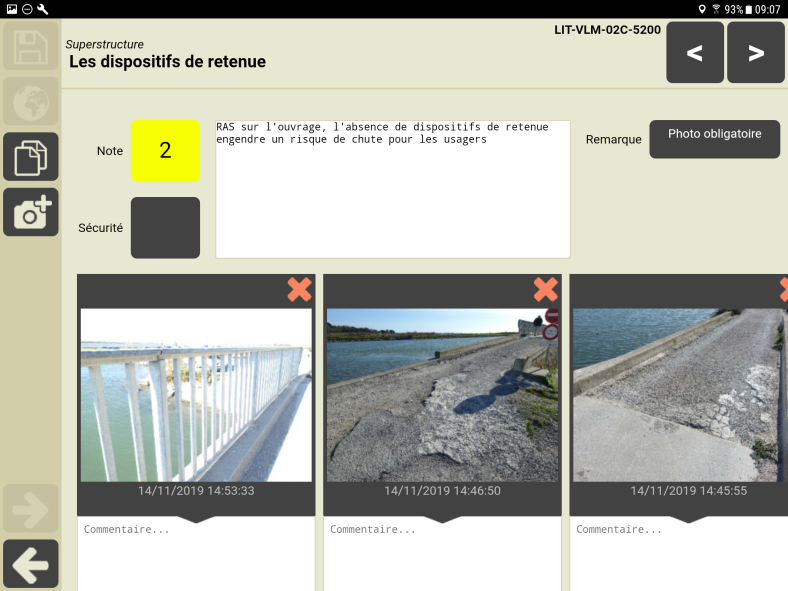 93% 09:07
Superstructure
Les dispositifs de retenue
LIT-VLM-02C-5200
<
>
Note
2
RAS sur l'ouvrage, l'absence de dispositifs de retenue
engendre un risque de chute pour les usagers
Remarque
Photo obligatoire
Sécurité
14/11/2019 14:53:33
14/11/2019 14:46:50
14/11/2019 14:45:55
Commentaire...
Commentaire...
Commentaire...